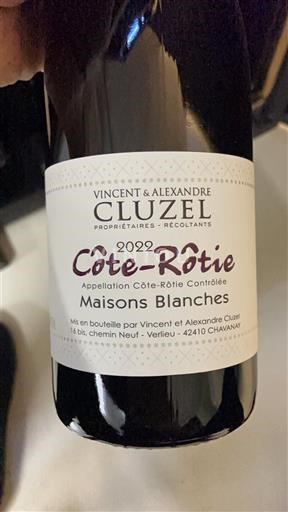 VINCENT & ALEXANDRE
CLUZEL
PROPRIÉTAIRES - RÉCOLTANTS
2022
Côte-Rôtie
Appellation Côte-Rôtie Contrôlée
Maisons Blanches
Mis en bouteille par Vincent et Alexandre Cluzel
16 bis, chemin Neuf - Verlieu - 42410 CHAVANAY